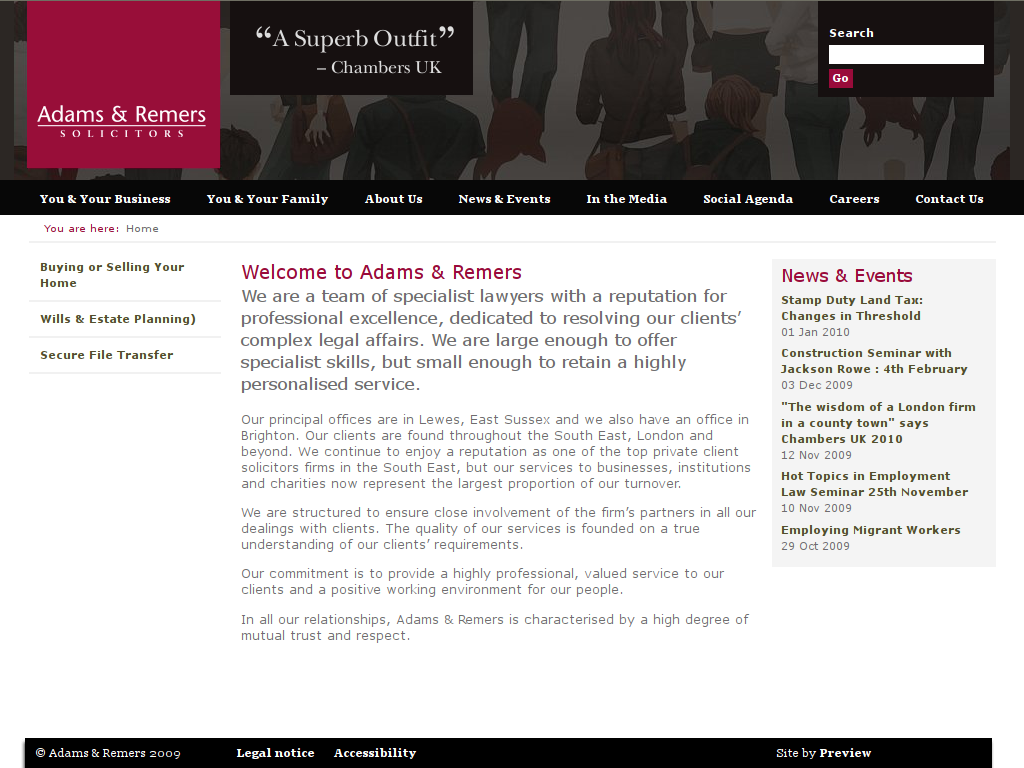 “A Superb Outfit”
– Chambers UK
Search
Go
Adams & Remers
SOLICITORS
You & Your Business You & Your Family About Us News & Events In the Media Social Agenda Careers Contact Us
You are here: Home
Buying or Selling Your
Home
Wills & Estate Planning)
Secure File Transfer
Welcome to Adams & Remers
We are a team of specialist lawyers with a reputation for
professional excellence, dedicated to resolving our clients’
complex legal affairs. We are large enough to offer
specialist skills, but small enough to retain a highly
personalised service.
Our principal offices are in Lewes, East Sussex and we also have an office in
Brighton. Our clients are found throughout the South East, London and
beyond. We continue to enjoy a reputation as one of the top private client
solicitors firms in the South East, but our services to businesses, institutions
and charities now represent the largest proportion of our turnover.
We are structured to ensure close involvement of the firm’s partners in all our
dealings with clients. The quality of our services is founded on a true
understanding of our clients’ requirements.
Our commitment is to provide a highly professional, valued service to our
clients and a positive working environment for our people.
In all our relationships, Adams & Remers is characterised by a high degree of
mutual trust and respect.
News & Events
Stamp Duty Land Tax:
Changes in Threshold
01 Jan 2010
Construction Seminar with
Jackson Rowe : 4th February
03 Dec 2009
"The wisdom of a London firm
in a county town" says
Chambers UK 2010
12 Nov 2009
Hot Topics in Employment
Law Seminar 25th November
10 Nov 2009
Employing Migrant Workers
29 Oct 2009
© Adams & Remers 2009 Legal notice Accessibility Site by Preview